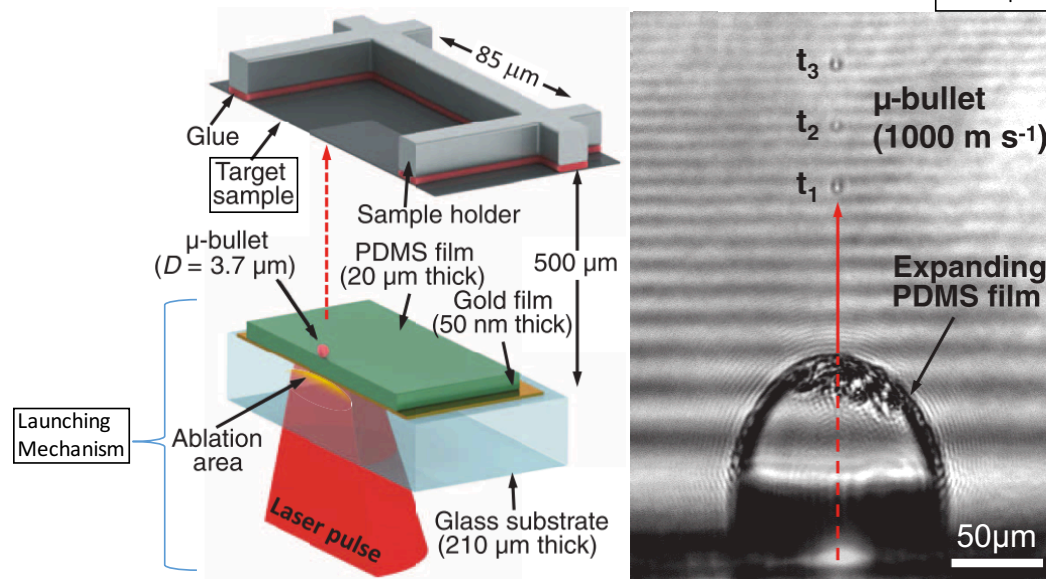 85 µm
Glue
Target
sample
Sample holder
µ-bullet
(D = 3.7 µm)
PDMS film
(20 µm thick)
500 µm
Gold film
(50 nm thick)
Launching
Mechanism
Ablation
area
Laser pulse
Glass substrate
(210 µm thick)
t₃
µ-bullet
(1000 m s⁻¹)
t₂
t₁
Expanding
PDMS film
50µm